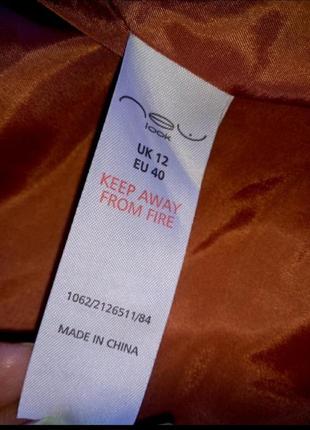 new
look
UK 12
EU 40
KEEP AWAY
FROM FIRE
1062/2126511/84
MADE IN CHINA